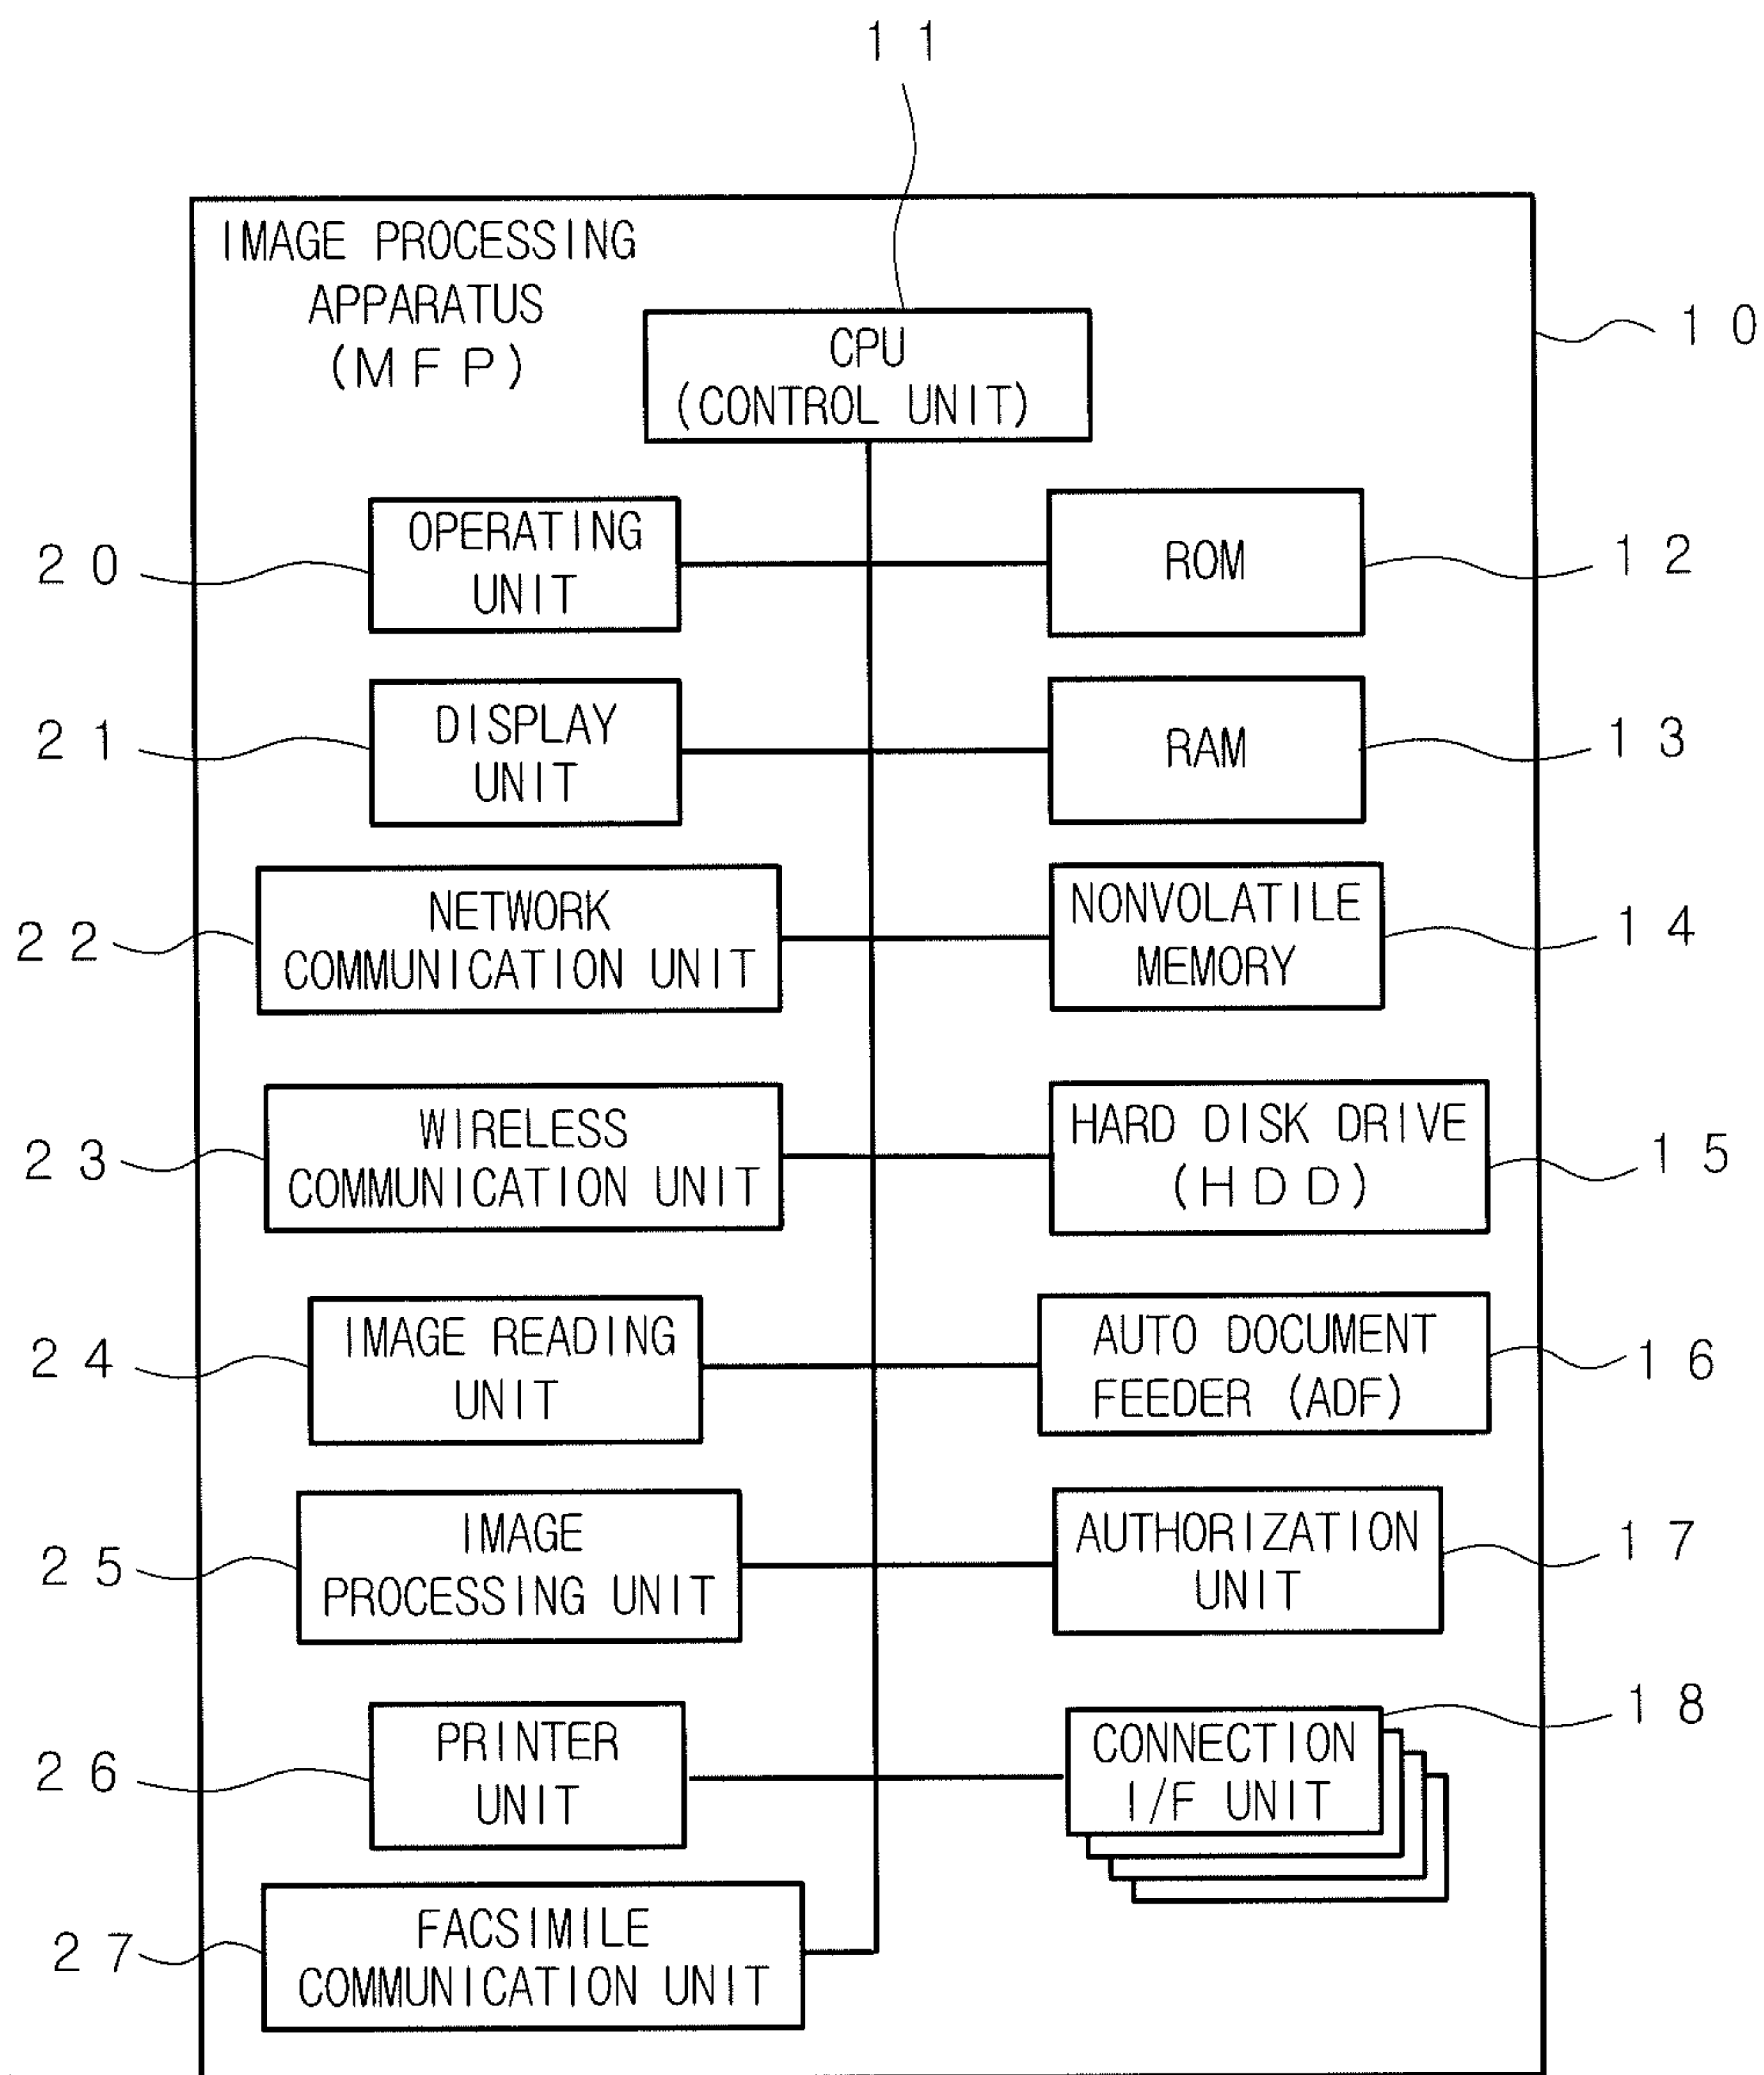 11
IMAGE PROCESSING
APPARATUS
(MFP)
10
CPU
(CONTROL UNIT)
20
OPERATING
UNIT
ROM
12
21
DISPLAY
UNIT
RAM
13
22
NETWORK
COMMUNICATION UNIT
NONVOLATILE
MEMORY
14
23
WIRELESS
COMMUNICATION UNIT
HARD DISK DRIVE
(HDD)
15
24
IMAGE READING
UNIT
AUTO DOCUMENT
FEEDER (ADF)
16
25
IMAGE
PROCESSING UNIT
AUTHORIZATION
UNIT
17
26
PRINTER
UNIT
CONNECTION
I/F UNIT
18
27
FACSIMILE
COMMUNICATION UNIT